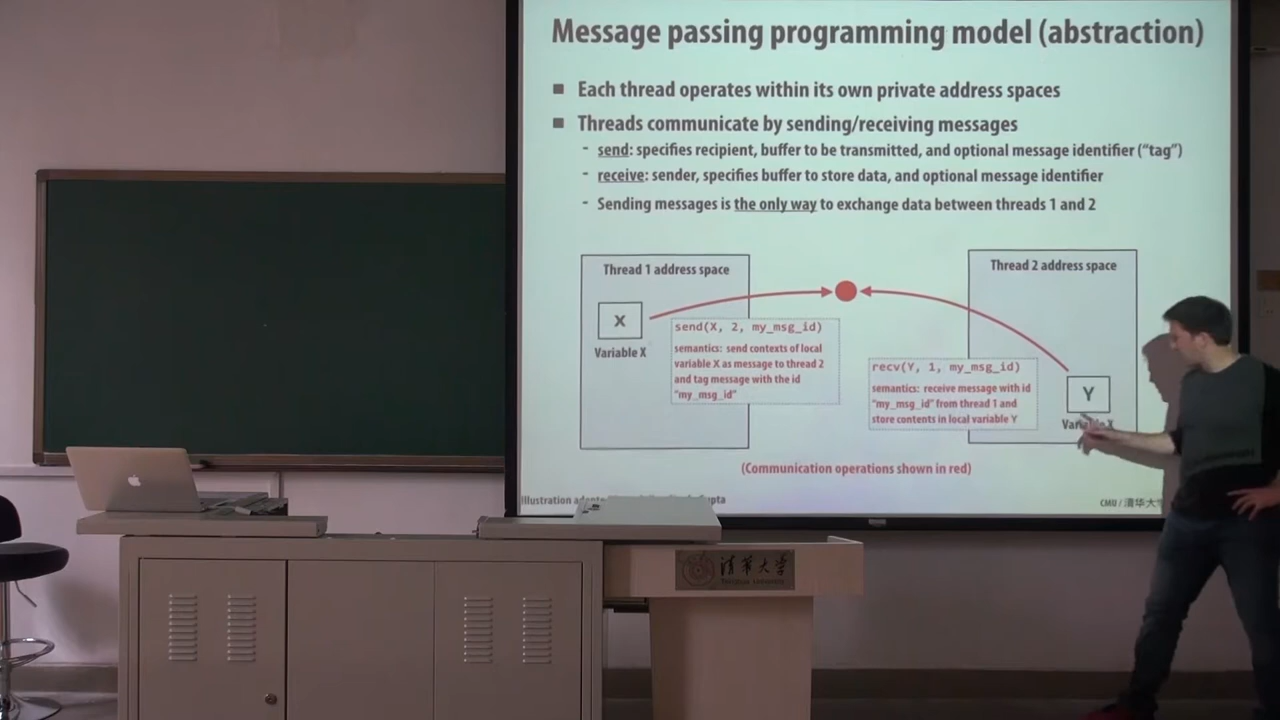 Message passing programming model (abstraction)
Each thread operates within its own private address spaces
Threads communicate by sending/receiving messages
- send: specifies recipient, buffer to be transmitted, and optional message identifier (“tag”)
- receive: sender, specifies buffer to store data, and optional message identifier
- Sending messages is the only way to exchange data between threads 1 and 2
Thread 1 address space
X
Variable X
send(X, 2, my_msg_id)
semantics: send contexts of local
variable X as message to thread 2
and tag message with the id
“my_msg_id”
Thread 2 address space
recv(Y, 1, my_msg_id)
semantics: receive message with id
“my_msg_id” from thread 1 and
store contents in local variable Y
Y
X
(Communication operations shown in red)
Illustration
CMU / 清华大学
清华大学